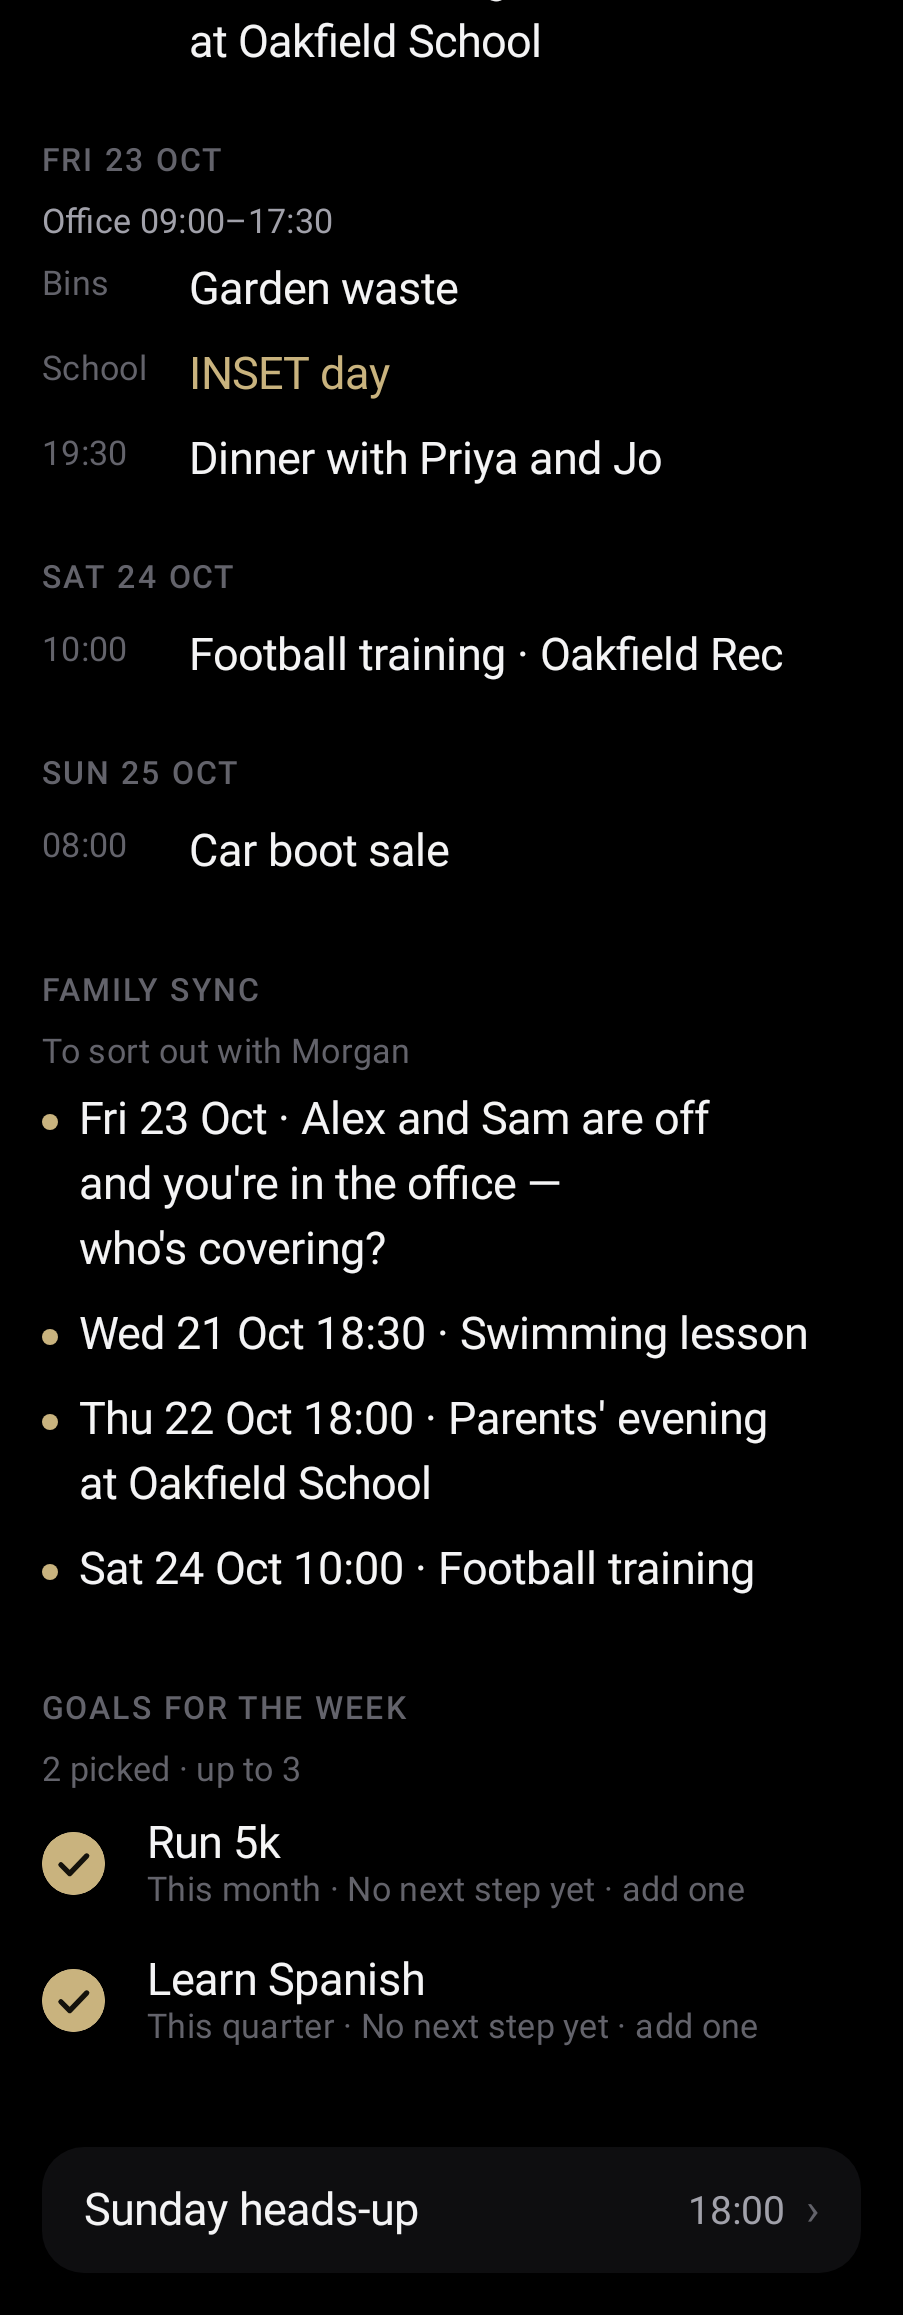 at Oakfield School
FRI 23 OCT
Office 09:00–17:30
Bins Garden waste
School INSET day
19:30 Dinner with Priya and Jo
SAT 24 OCT
10:00 Football training · Oakfield Rec
SUN 25 OCT
08:00 Car boot sale
FAMILY SYNC
To sort out with Morgan
Fri 23 Oct · Alex and Sam are off
and you're in the office —
who's covering?
Wed 21 Oct 18:30 · Swimming lesson
Thu 22 Oct 18:00 · Parents' evening
at Oakfield School
Sat 24 Oct 10:00 · Football training
GOALS FOR THE WEEK
2 picked · up to 3
Run 5k
This month · No next step yet · add one
Learn Spanish
This quarter · No next step yet · add one
Sunday heads-up 18:00 ›